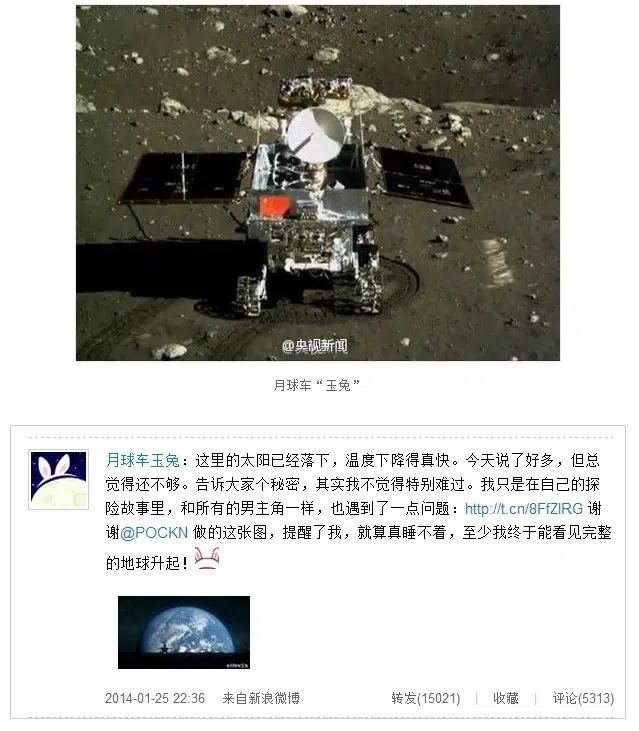 @央视新闻
月球车“玉兔”
月球车玉兔：这里的太阳已经落下，温度下降得真快。今天说了好多，但总
觉得还不够。告诉大家个秘密，其实我不觉得特别难过。我只是在自己的探
险故事里，和所有的男主角一样，也遇到了一点问题：http://t.cn/8FfZlRG 谢
谢@POCKN 做的这张图，提醒了我，就算真睡不着，至少我终于能看见完整
的地球升起！
2014-01-25 22:36 来自新浪微博 转发(15021) | 收藏 | 评论(5313)